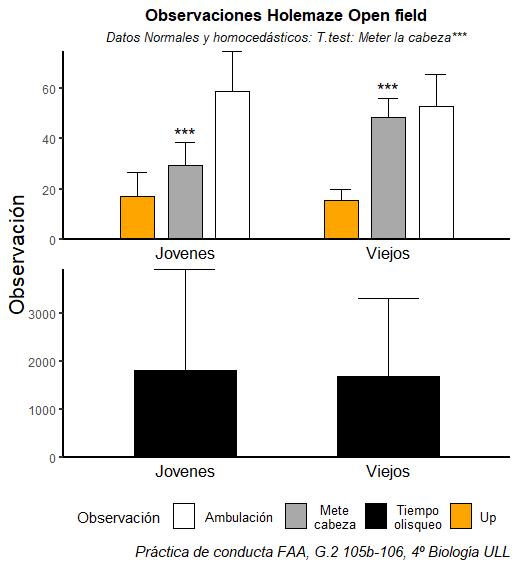 Observaciones Holemaze Open field
Datos Normales y homocedásticos: T.test: Meter la cabeza***
Observación
60
40
20
0
***
***
Jovenes
Viejos
3000
2000
1000
0
Jovenes
Viejos
Observación
Ambulación
Mete
cabeza
Tiempo
olisqueo
Up
Práctica de conducta FAA, G.2 105b-106, 4º Biología ULL